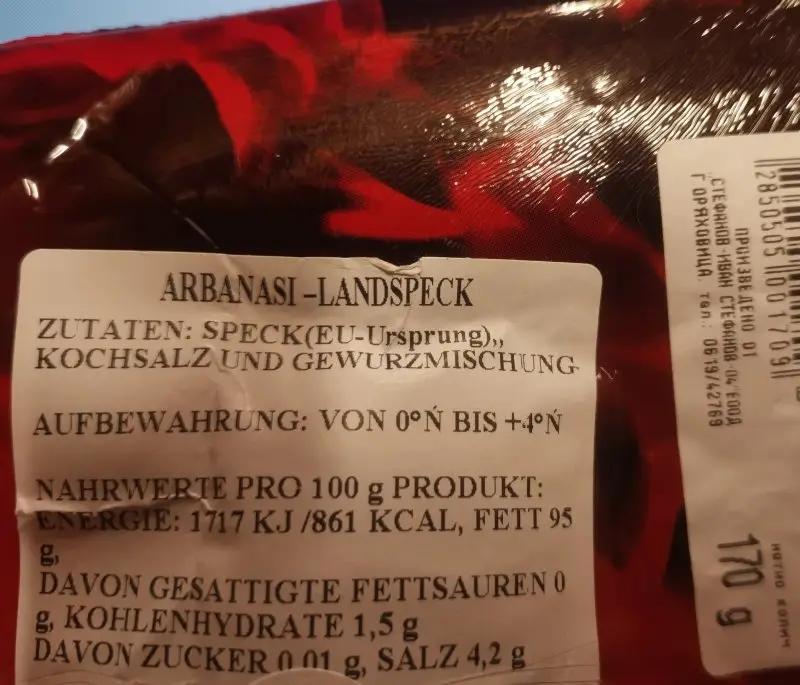 ARBANASI-LANDSPECK
ZUTATEN: SPECK(EU-Ursprung),,
KOCHSALZ UND GEWURZMISCHUNG
AUFBEWAHRUNG: VON 0°Ń BIS +4°Ń
NAHRWERTE PRO 100 g PRODUKT:
ENERGIE: 1717 KJ /861 KCAL, FETT 95
g,
DAVON GESATTIGTE FETTSAUREN 0
g, KOHLENHYDRATE 1,5 g
DAVON ZUCKER 0,01 g, SALZ 4,2 g
2850505 001709
ПРОИЗВЕДЕНО ОТ
СТЕФАНОВ-ИВАН СТЕФАНОВ-04 ЕООД
Г.ОРЯХОВИЦА, тел.: 0619/42769
нетно колич
170 g